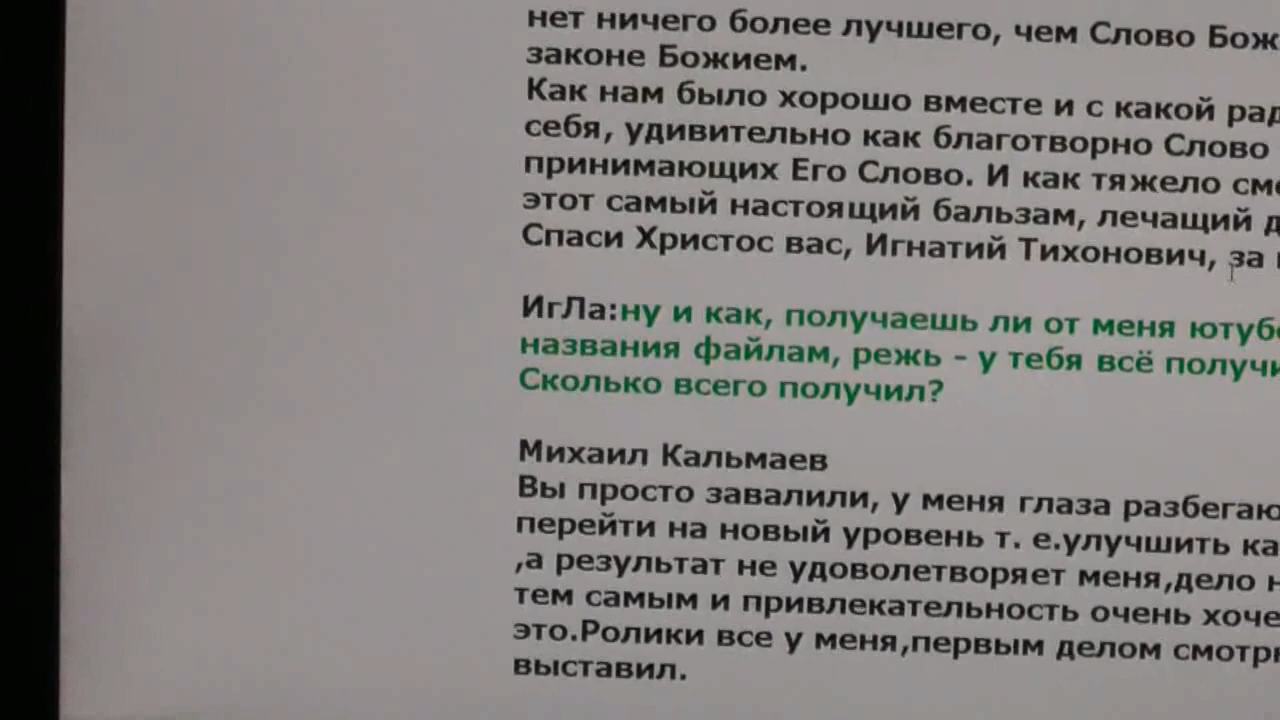 нет ничего более лучшего, чем Слово Бож
законе Божием.
Как нам было хорошо вместе и с какой рад
себя, удивительно как благотворно Слово
принимающих Его Слово. И как тяжело смо
этот самый настоящий бальзам, лечащий д
Спаси Христос вас, Игнатий Тихонович, за
ИгЛа:ну и как, получаешь ли от меня ютубо
названия файлам, режь - у тебя всё получи
Сколько всего получил?
Михаил Кальмаев
Вы просто завалили, у меня глаза разбегаю
перейти на новый уровень т. е.улучшить ка
,а результат не удоволетворяет меня,дело н
тем самым и привлекательность очень хоче
это.Ролики все у меня,первым делом смотри
выставил.